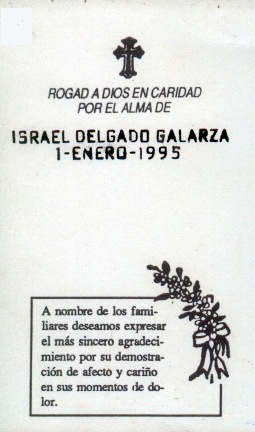 ROGAD A DIOS EN CARIDAD
POR EL ALMA DE
ISRAEL DELGADO GALARZA
1-ENERO-1995
A nombre de los fami-
liares deseamos expresar
el más sincero agradeci-
miento por su demostra-
ción de afecto y cariño
en sus momentos de do-
lor.